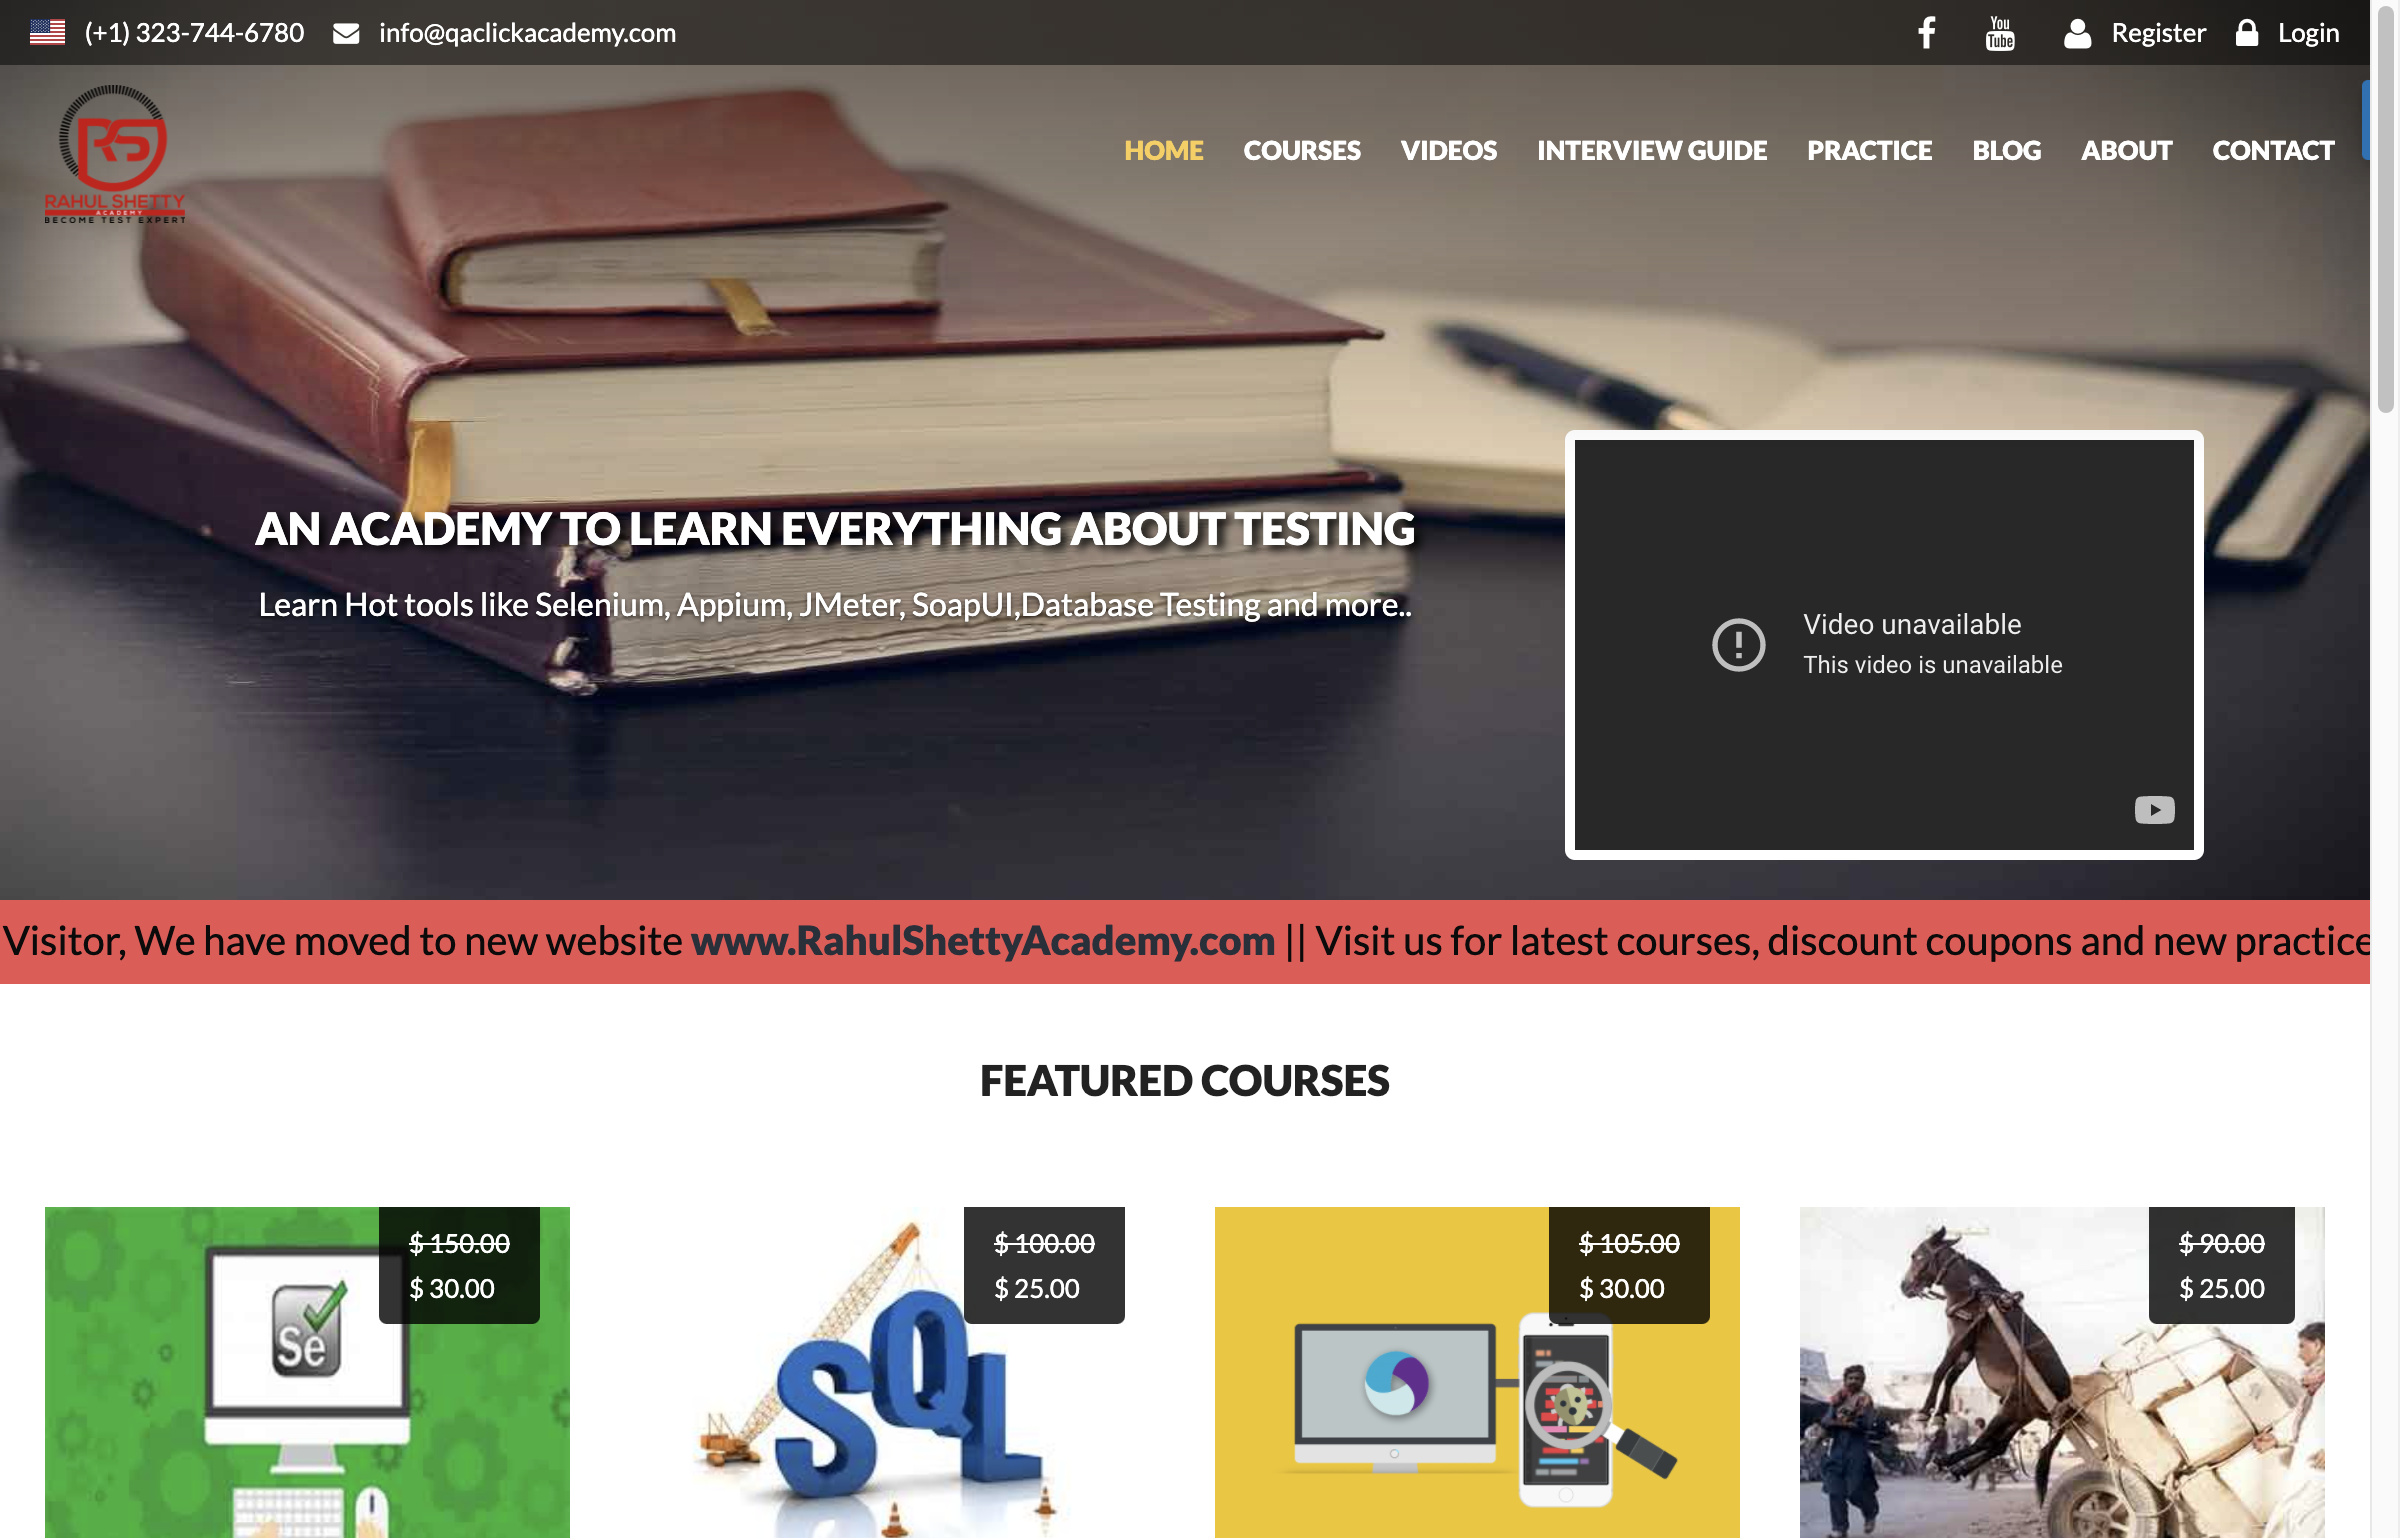 (+1) 323-744-6780 info@qaclickacademy.com You Tube Register Login
RS
RAHUL SHETTY
ACADEMY
BECOME TEST EXPERT
HOME COURSES VIDEOS INTERVIEW GUIDE PRACTICE BLOG ABOUT CONTACT
AN ACADEMY TO LEARN EVERYTHING ABOUT TESTING
Learn Hot tools like Selenium, Appium, JMeter, SoapUI,Database Testing and more..
Video unavailable
This video is unavailable
Visitor, We have moved to new website www.RahulShettyAcademy.com || Visit us for latest courses, discount coupons and new practice
FEATURED COURSES
$ 150.00
$ 30.00
Se
$ 100.00
$ 25.00
SQL
$ 105.00
$ 30.00
$ 90.00
$ 25.00